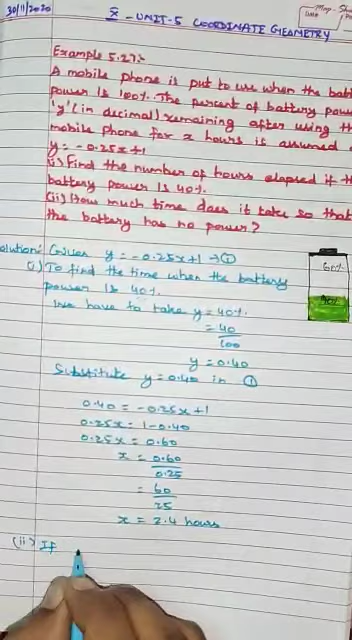 30/11/2020
X - UNIT-5 COORDINATE GEOMETRY
Example 5.27:-
A mobile phone is put to use when the batt
power is 100%. The percent of battery powe
'y' (in decimal) remaining after using the
mobile phone for x hours is assumed
y = -0.25x+1
(i) Find the number of hours elapsed if th
battery power is 40%.
(ii) How much time does it take so that
the battery has no power?
olution: Given y = -0.25x+1 → ①
(i) To find the time when the battery
power is 40%.
We have to take y = 40%.
= 40
100
y = 0.40
Substitute y = 0.40 in ①
0.40 = -0.25x+1
0.25x = 1-0.40
0.25x = 0.60
x = 0.60
0.25
= 60
25
x = 2.4 hours
(ii) If
60%